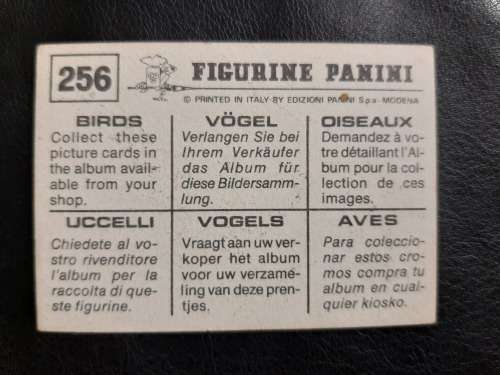 256
FIGURINE PANINI
© PRINTED IN ITALY BY EDIZIONI PANINI S.p.a - MODENA
BIRDS
Collect these
picture cards in
the album avail-
able from your
shop.
VÖGEL
Verlangen Sie bei
Ihrem Verkäufer
das Album für
diese Bildersamm-
lung.
OISEAUX
Demandez à vo-
tre détaillant l'Al-
bum pour la col-
lection de ces
images.
UCCELLI
Chiedete al vo-
stro rivenditore
l'album per la
raccolta di que-
ste figurine.
VOGELS
Vraagt aan uw ver-
koper hét album
voor uw verzamé-
ling van deze pren-
tjes.
AVES
Para coleccio-
nar estos cro-
mos compra tu
album en cual-
quier kiosko.